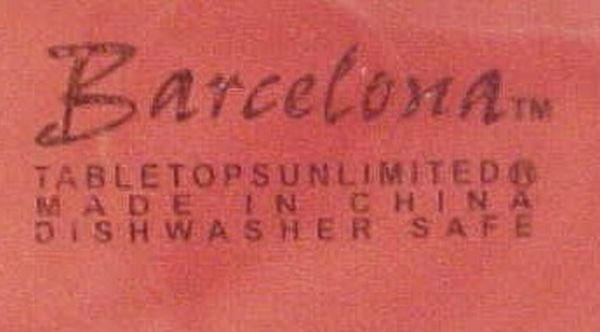 Barcelona™
TABLETOPSUNLIMITED®
MADE IN CHINA
DISHWASHER SAFE